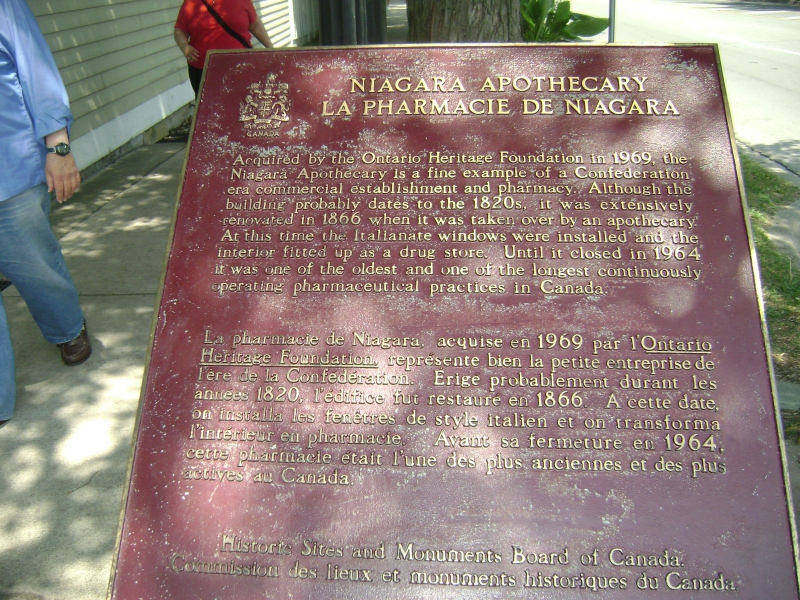 NIAGARA APOTHECARY
LA PHARMACIE DE NIAGARA
CANADA
Acquired by the Ontario Heritage Foundation in 1969, the
Niagara Apothecary is a fine example of a Confederation
era commercial establishment and pharmacy. Although the
building probably dates to the 1820s, it was extensively
renovated in 1866 when it was taken over by an apothecary.
At this time the Italianate windows were installed and the
interior fitted up as a drug store. Until it closed in 1964
it was one of the oldest and one of the longest continuously
operating pharmaceutical practices in Canada.
La pharmacie de Niagara, acquise en 1969 par l'Ontario
Heritage Foundation, représente bien la petite entreprise de
l'ère de la Confédération. Érigé probablement durant les
années 1820, l'édifice fut restauré en 1866. À cette date,
on installa les fenêtres de style italien et on transforma
l'intérieur en pharmacie. Avant sa fermeture en 1964,
cette pharmacie était l'une des plus anciennes et des plus
actives au Canada.
Historic Sites and Monuments Board of Canada.
Commission des lieux et monuments historiques du Canada.